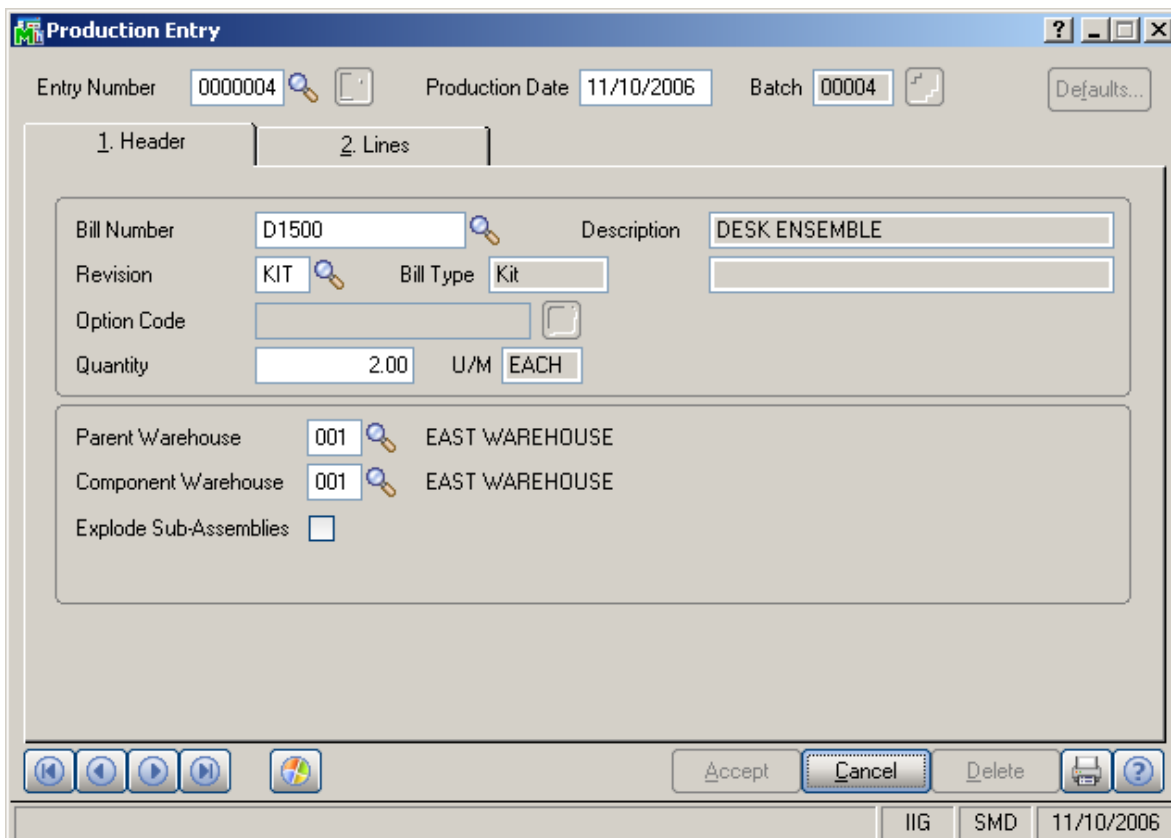 Production Entry
Entry Number 0000004 Production Date 11/10/2006 Batch 00004 Defaults...
1. Header 2. Lines
Bill Number D1500 Description DESK ENSEMBLE
Revision KIT Bill Type Kit
Option Code
Quantity 2.00 U/M EACH
Parent Warehouse 001 EAST WAREHOUSE
Component Warehouse 001 EAST WAREHOUSE
Explode Sub-Assemblies
Accept Cancel Delete
IIG SMD 11/10/2006